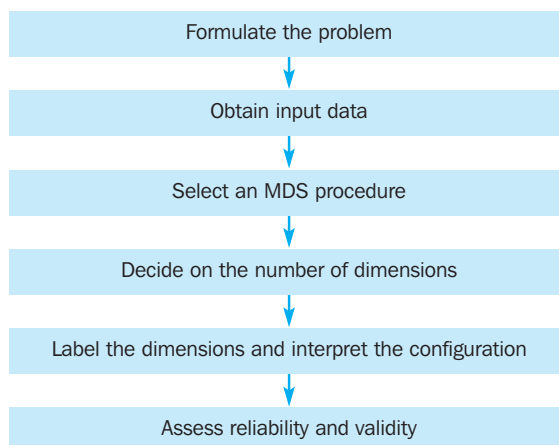 Formulate the problem
Obtain input data
Select an MDS procedure
Decide on the number of dimensions
Label the dimensions and interpret the configuration
Assess reliability and validity